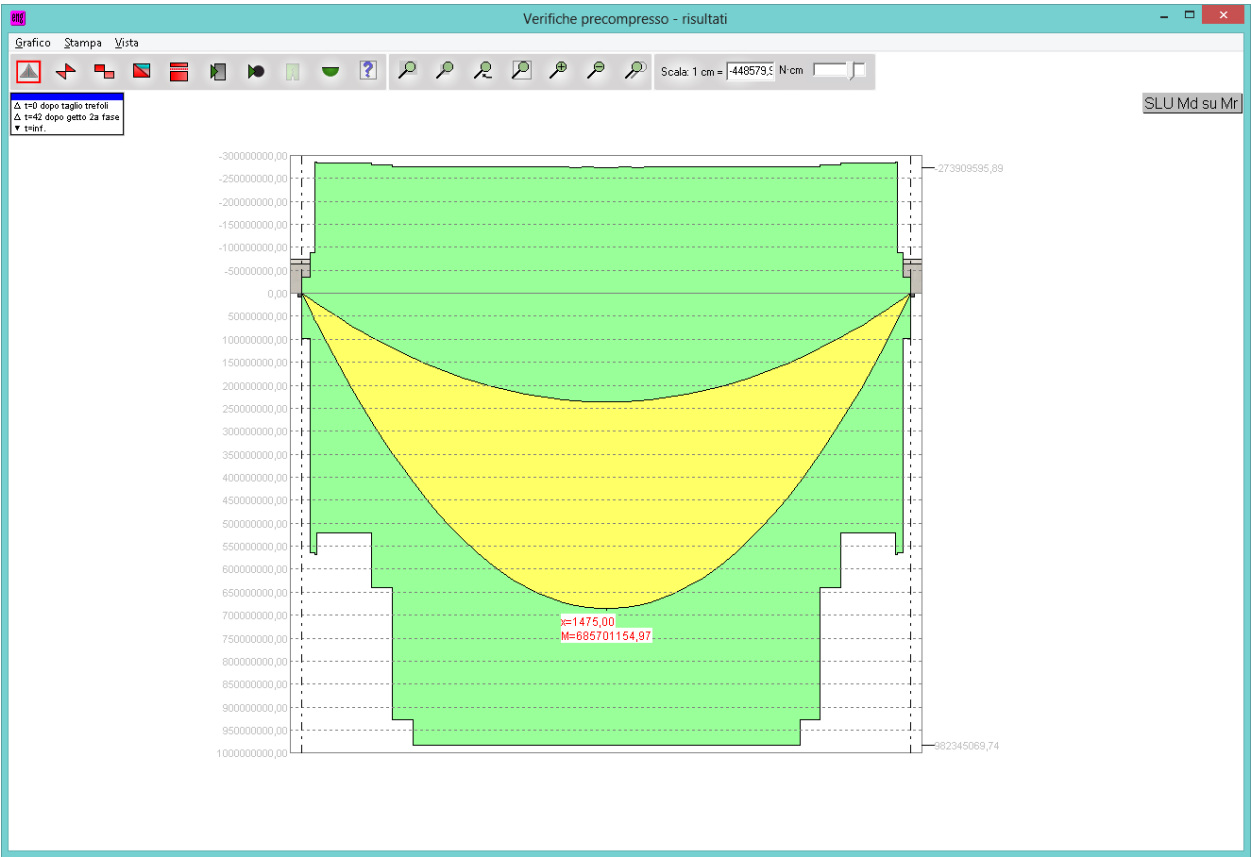 eng
Verifiche precompresso - risultati
Grafico Stampa Vista
Scala: 1 cm = -448579,9 N·cm
Δ t=0 dopo taglio trefoli
Δ t=42 dopo getto 2a fase
▼ t=inf.
SLU Md su Mr
-300000000,00
-273909595,89
-250000000,00
-200000000,00
-150000000,00
-100000000,00
-50000000,00
0,00
50000000,00
100000000,00
150000000,00
200000000,00
250000000,00
300000000,00
350000000,00
400000000,00
450000000,00
500000000,00
550000000,00
600000000,00
650000000,00
700000000,00
x=1475,00
M=685701154,97
750000000,00
800000000,00
850000000,00
900000000,00
950000000,00
982345069,74
1000000000,00